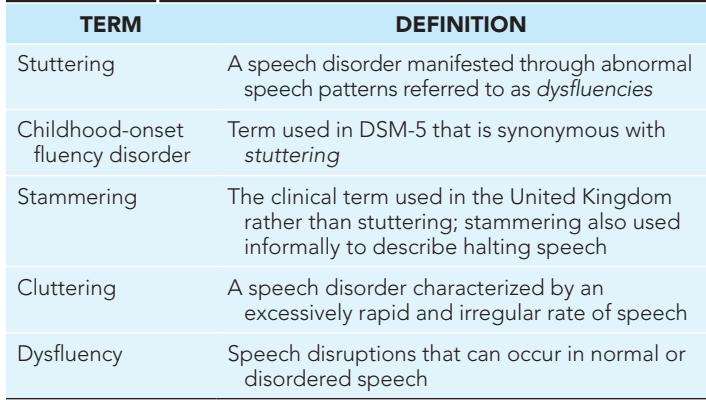 TERM DEFINITION
Stuttering A speech disorder manifested through abnormal
speech patterns referred to as dysfluencies
Childhood-onset Term used in DSM-5 that is synonymous with
fluency disorder stuttering
Stammering The clinical term used in the United Kingdom
rather than stuttering; stammering also used
informally to describe halting speech
Cluttering A speech disorder characterized by an
excessively rapid and irregular rate of speech
Dysfluency Speech disruptions that can occur in normal or
disordered speech